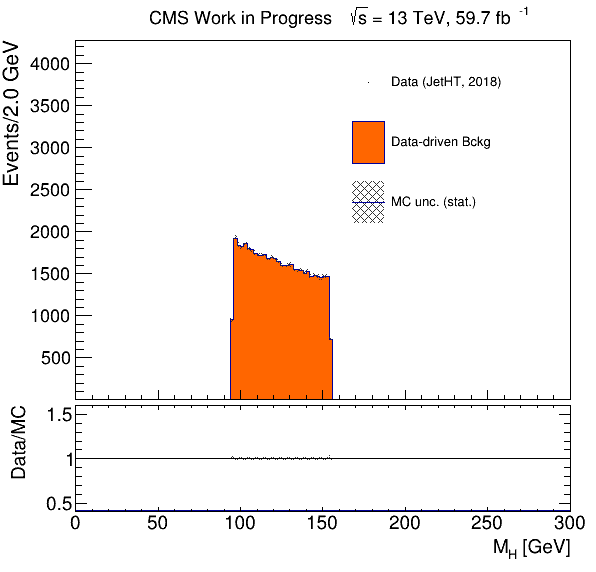 CMS Work in Progress √s = 13 TeV, 59.7 fb⁻¹
Events/2.0 GeV
4000
3500
3000
2500
2000
1500
1000
500
Data (JetHT, 2018)
Data-driven Bckg
MC unc. (stat.)
Data/MC
1.5
1
0.5
0 50 100 150 200 250 300
M_H [GeV]